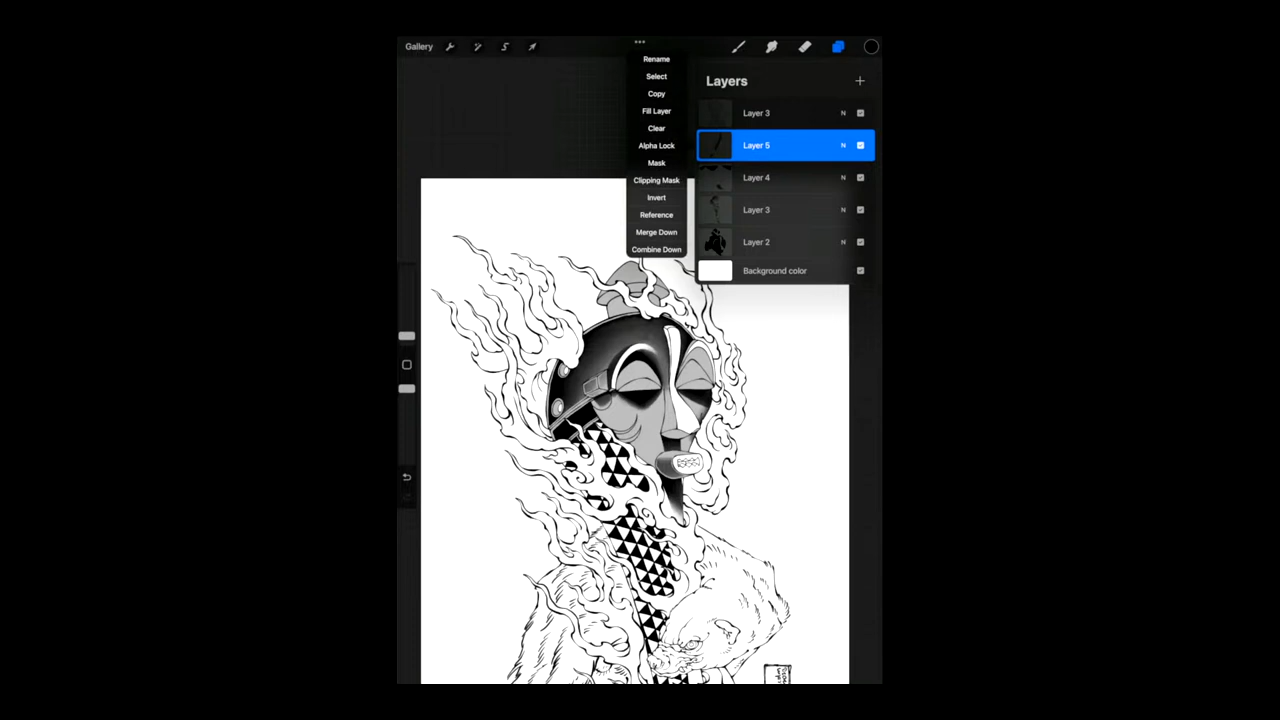 Gallery
Rename
Select
Copy
Fill Layer
Clear
Alpha Lock
Mask
Clipping Mask
Invert
Reference
Merge Down
Combine Down
Layers
Layer 3 N
Layer 5 N
Layer 4 N
Layer 3 N
Layer 2 N
Background color